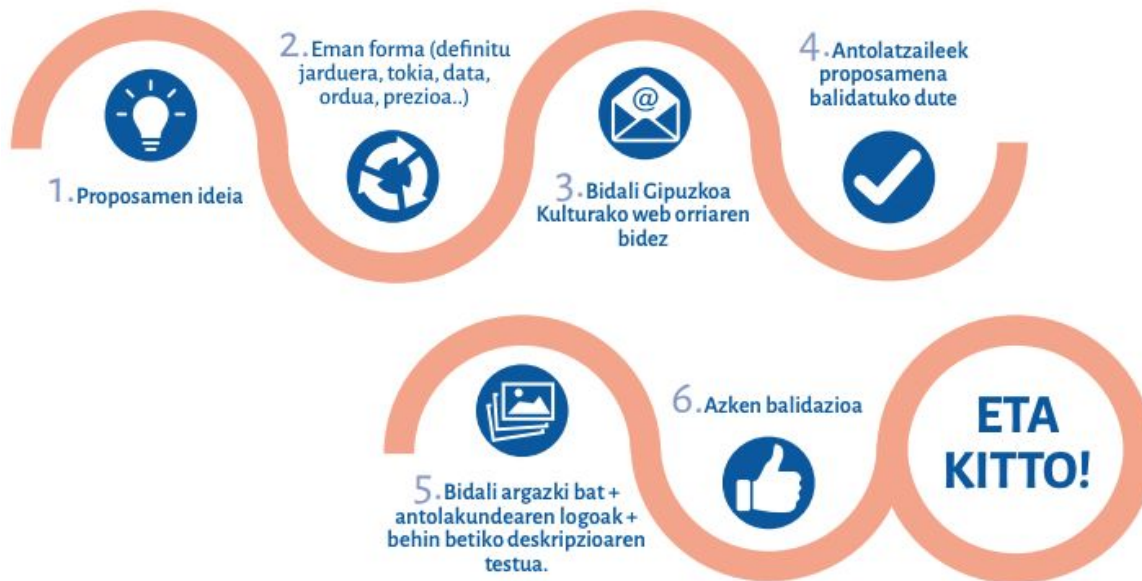 1. Proposamen ideia
2. Eman forma (definitu
jarduera, tokia, data,
ordua, prezioa..)
@
3. Bidali Gipuzkoa
Kulturako web orriaren
bidez
4. Antolatzaileek
proposamena
balidatuko dute
5. Bidali argazki bat +
antolakundearen logoak +
behin betiko deskripzioaren
testua.
6. Azken balidazioa
ETA
KITTO!